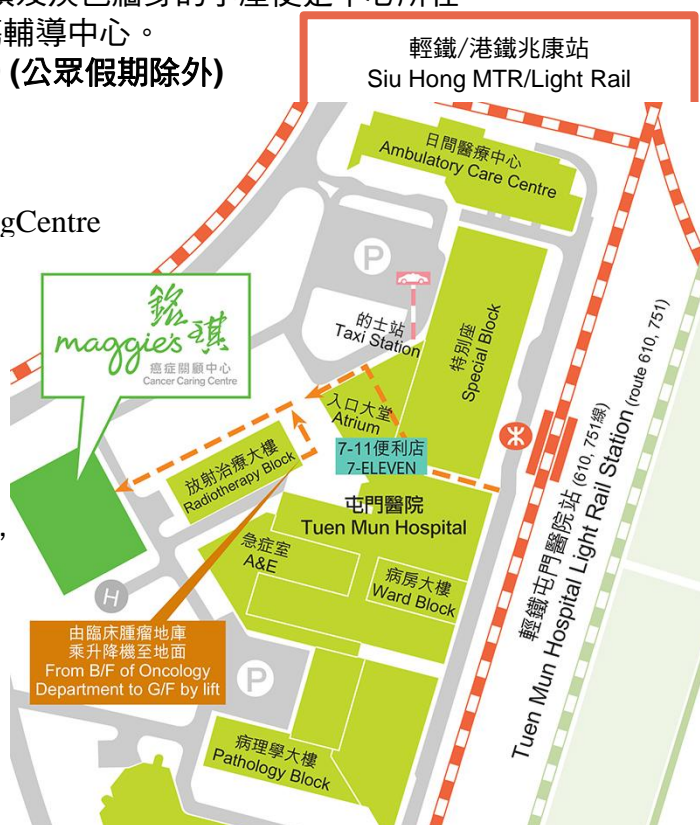 輔導中心。
(公眾假期除外)
輕鐵/港鐵兆康站
Siu Hong MTR/Light Rail
日間醫療中心
Ambulatory Care Centre
gCentre
P
的士站
Taxi Station
特別座
Special Block
銘琪
maggie's
癌症關顧中心
Cancer Caring Centre
入口大堂
Atrium
7-11便利店
7-ELEVEN
放射治療大樓
Radiotherapy Block
屯門醫院
Tuen Mun Hospital
急症室
A&E
病房大樓
Ward Block
H
輕鐵屯門醫院站 (610, 751線)
Tuen Mun Hospital Light Rail Station (route 610, 751)
由臨床腫瘤地庫
乘升降機至地面
From B/F of Oncology
Department to G/F by lift
P
病理學大樓
Pathology Block